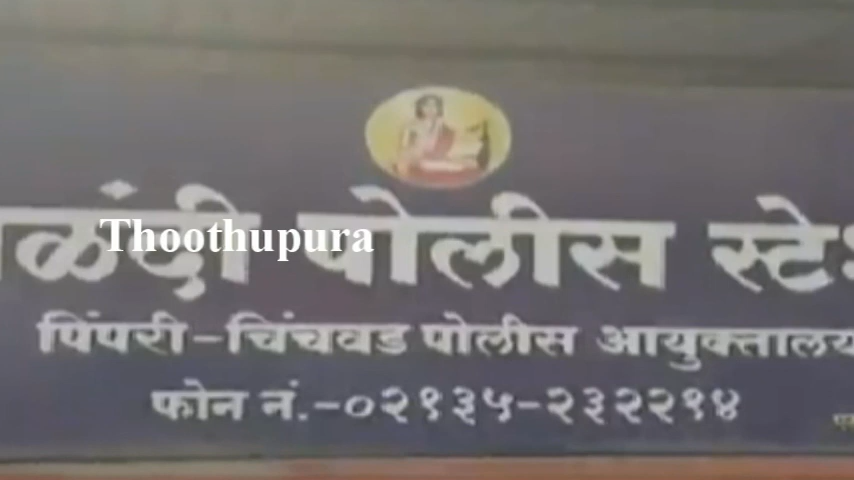 ळंदी पोलीस स्टे
Thoothupura
पिंपरी-चिंचवड पोलीस आयुक्तालय
फोन नं.-०२१३५-२३२२१४